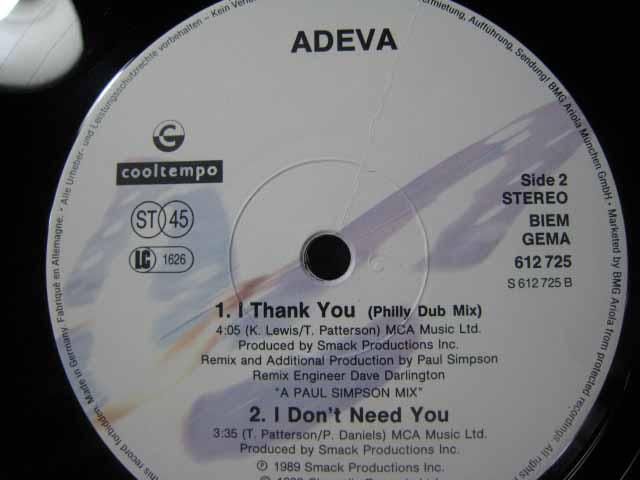 Alle Urheber- und Leistungsschutzrechte vorbehalten - Kein
Vermietung, Aufführung, Sendung! BMG Ariola München GmbH - Marketed by BMG Ariola from protected recordings. All rights
this record forbidden. Made in Germany. Fabriqué en Allemagne.
ADEVA
cooltempo
ST 45
LC 1626
Side 2
STEREO
BIEM
GEMA
612 725
S 612 725 B
1. I Thank You (Philly Dub Mix)
4:05 (K. Lewis/T. Patterson) MCA Music Ltd.
Produced by Smack Productions Inc.
Remix and Additional Production by Paul Simpson
Remix Engineer Dave Darlington
"A PAUL SIMPSON MIX"
2. I Don't Need You
3:35 (T. Patterson/P. Daniels) MCA Music Ltd.
Produced by Smack Productions Inc.
℗ 1989 Smack Productions Inc.